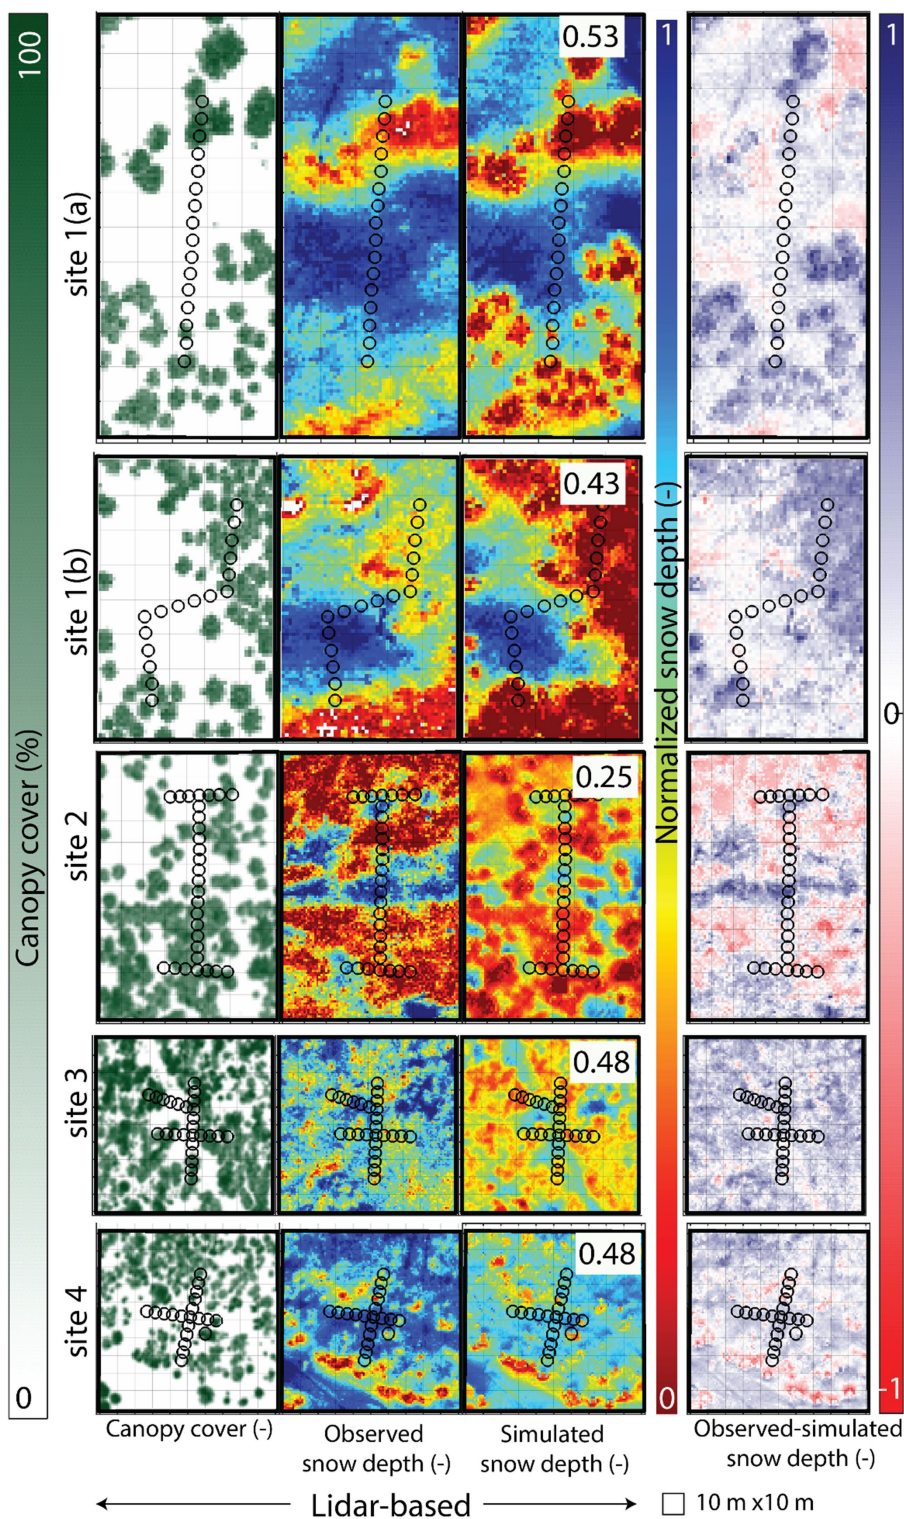 100
Canopy cover (%)
0
site 1(a)
0.53
site 1(b)
0.43
site 2
0.25
site 3
0.48
site 4
0.48
1
Normalized snow depth (-)
0
1
0
-1
Canopy cover (-)
Observed
snow depth (-)
Simulated
snow depth (-)
Observed-simulated
snow depth (-)
Lidar-based
10 m x10 m